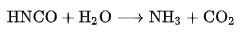 HNCO + H₂O ⟶ NH₃ + CO₂